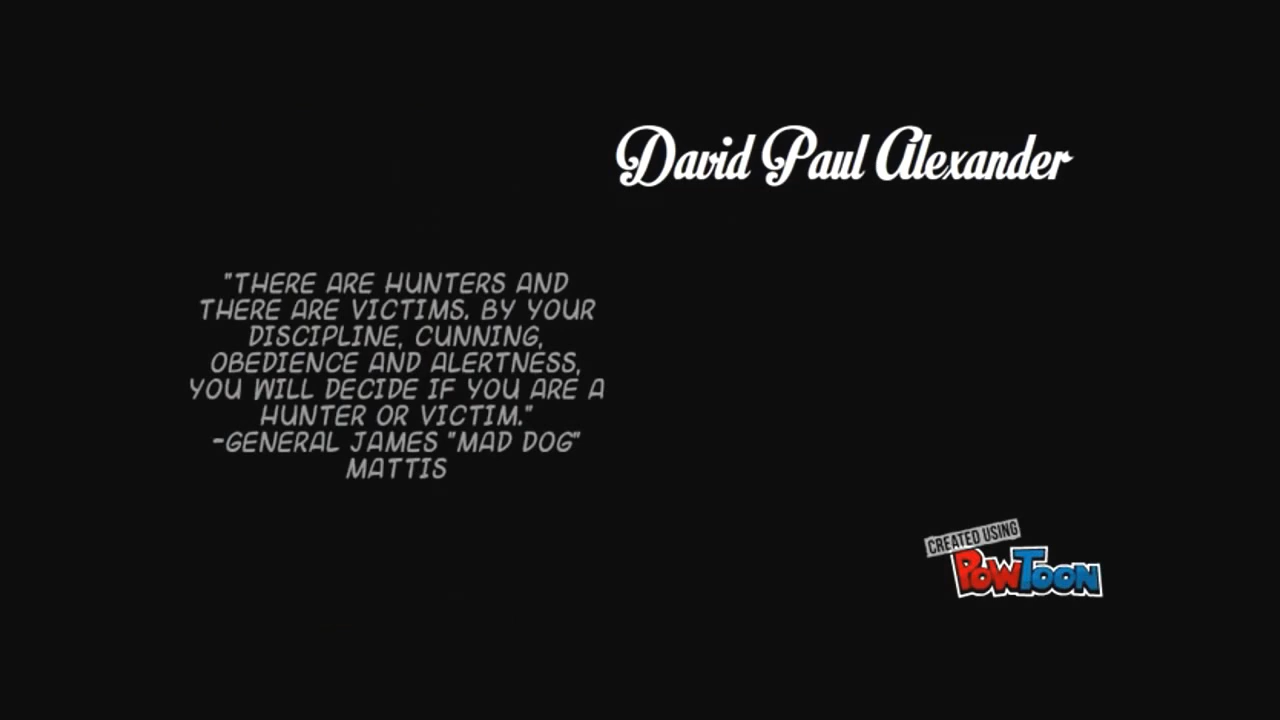 David Paul Alexander
"THERE ARE HUNTERS AND
THERE ARE VICTIMS. BY YOUR
DISCIPLINE, CUNNING,
OBEDIENCE AND ALERTNESS,
YOU WILL DECIDE IF YOU ARE A
HUNTER OR VICTIM."
-GENERAL JAMES "MAD DOG"
MATTIS
CREATED USING
POWTOON